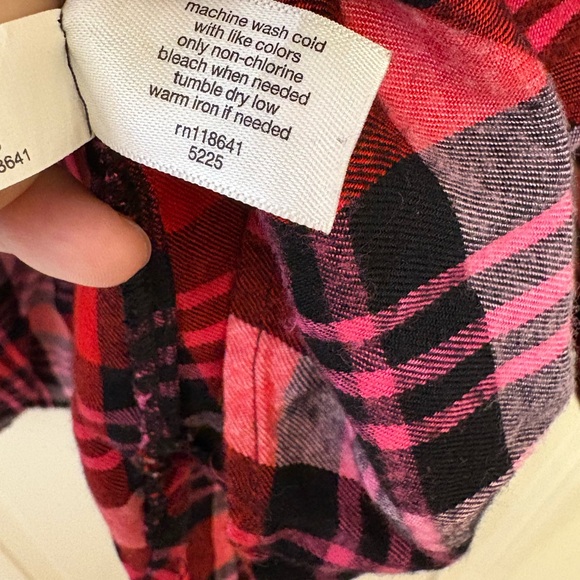 machine wash cold
with like colors
only non-chlorine
bleach when needed
tumble dry low
warm iron if needed
rn118641
5225
8641